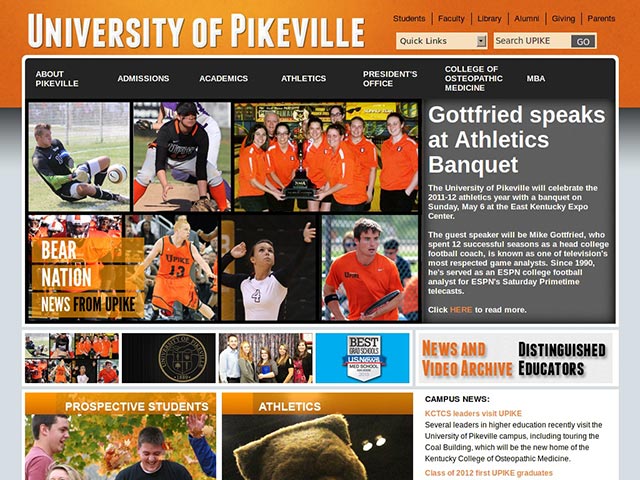 UNIVERSITY OF PIKEVILLE
Students | Faculty | Library | Alumni | Giving | Parents
Quick Links
Search UPIKE
GO
ABOUT
PIKEVILLE
ADMISSIONS
ACADEMICS
ATHLETICS
PRESIDENT'S
OFFICE
COLLEGE OF
OSTEOPATHIC
MEDICINE
MBA
Gottfried speaks
at Athletics
Banquet
The University of Pikeville will celebrate the
2011-12 athletics year with a banquet on
Sunday, May 6 at the East Kentucky Expo
Center.
The guest speaker will be Mike Gottfried, who
spent 12 successful seasons as a head college
football coach, is known as one of television's
most respected game analysts. Since 1990,
he's served as an ESPN college football
analyst for ESPN's Saturday Primetime
telecasts.
Click HERE to read more.
BEAR
NATION
NEWS FROM UPIKE
UPIKE
13
4
BEST
GRAD SCHOOLS
U.S.News
MED SCHOOL
NEWS AND
VIDEO ARCHIVE
DISTINGUISHED
EDUCATORS
PROSPECTIVE STUDENTS
ATHLETICS
CAMPUS NEWS:
KCTCS leaders visit UPIKE
Several leaders in higher education recently visit the
University of Pikeville campus, including touring the
Coal Building, which will be the new home of the
Kentucky College of Osteopathic Medicine.
Class of 2012 first UPIKE graduates